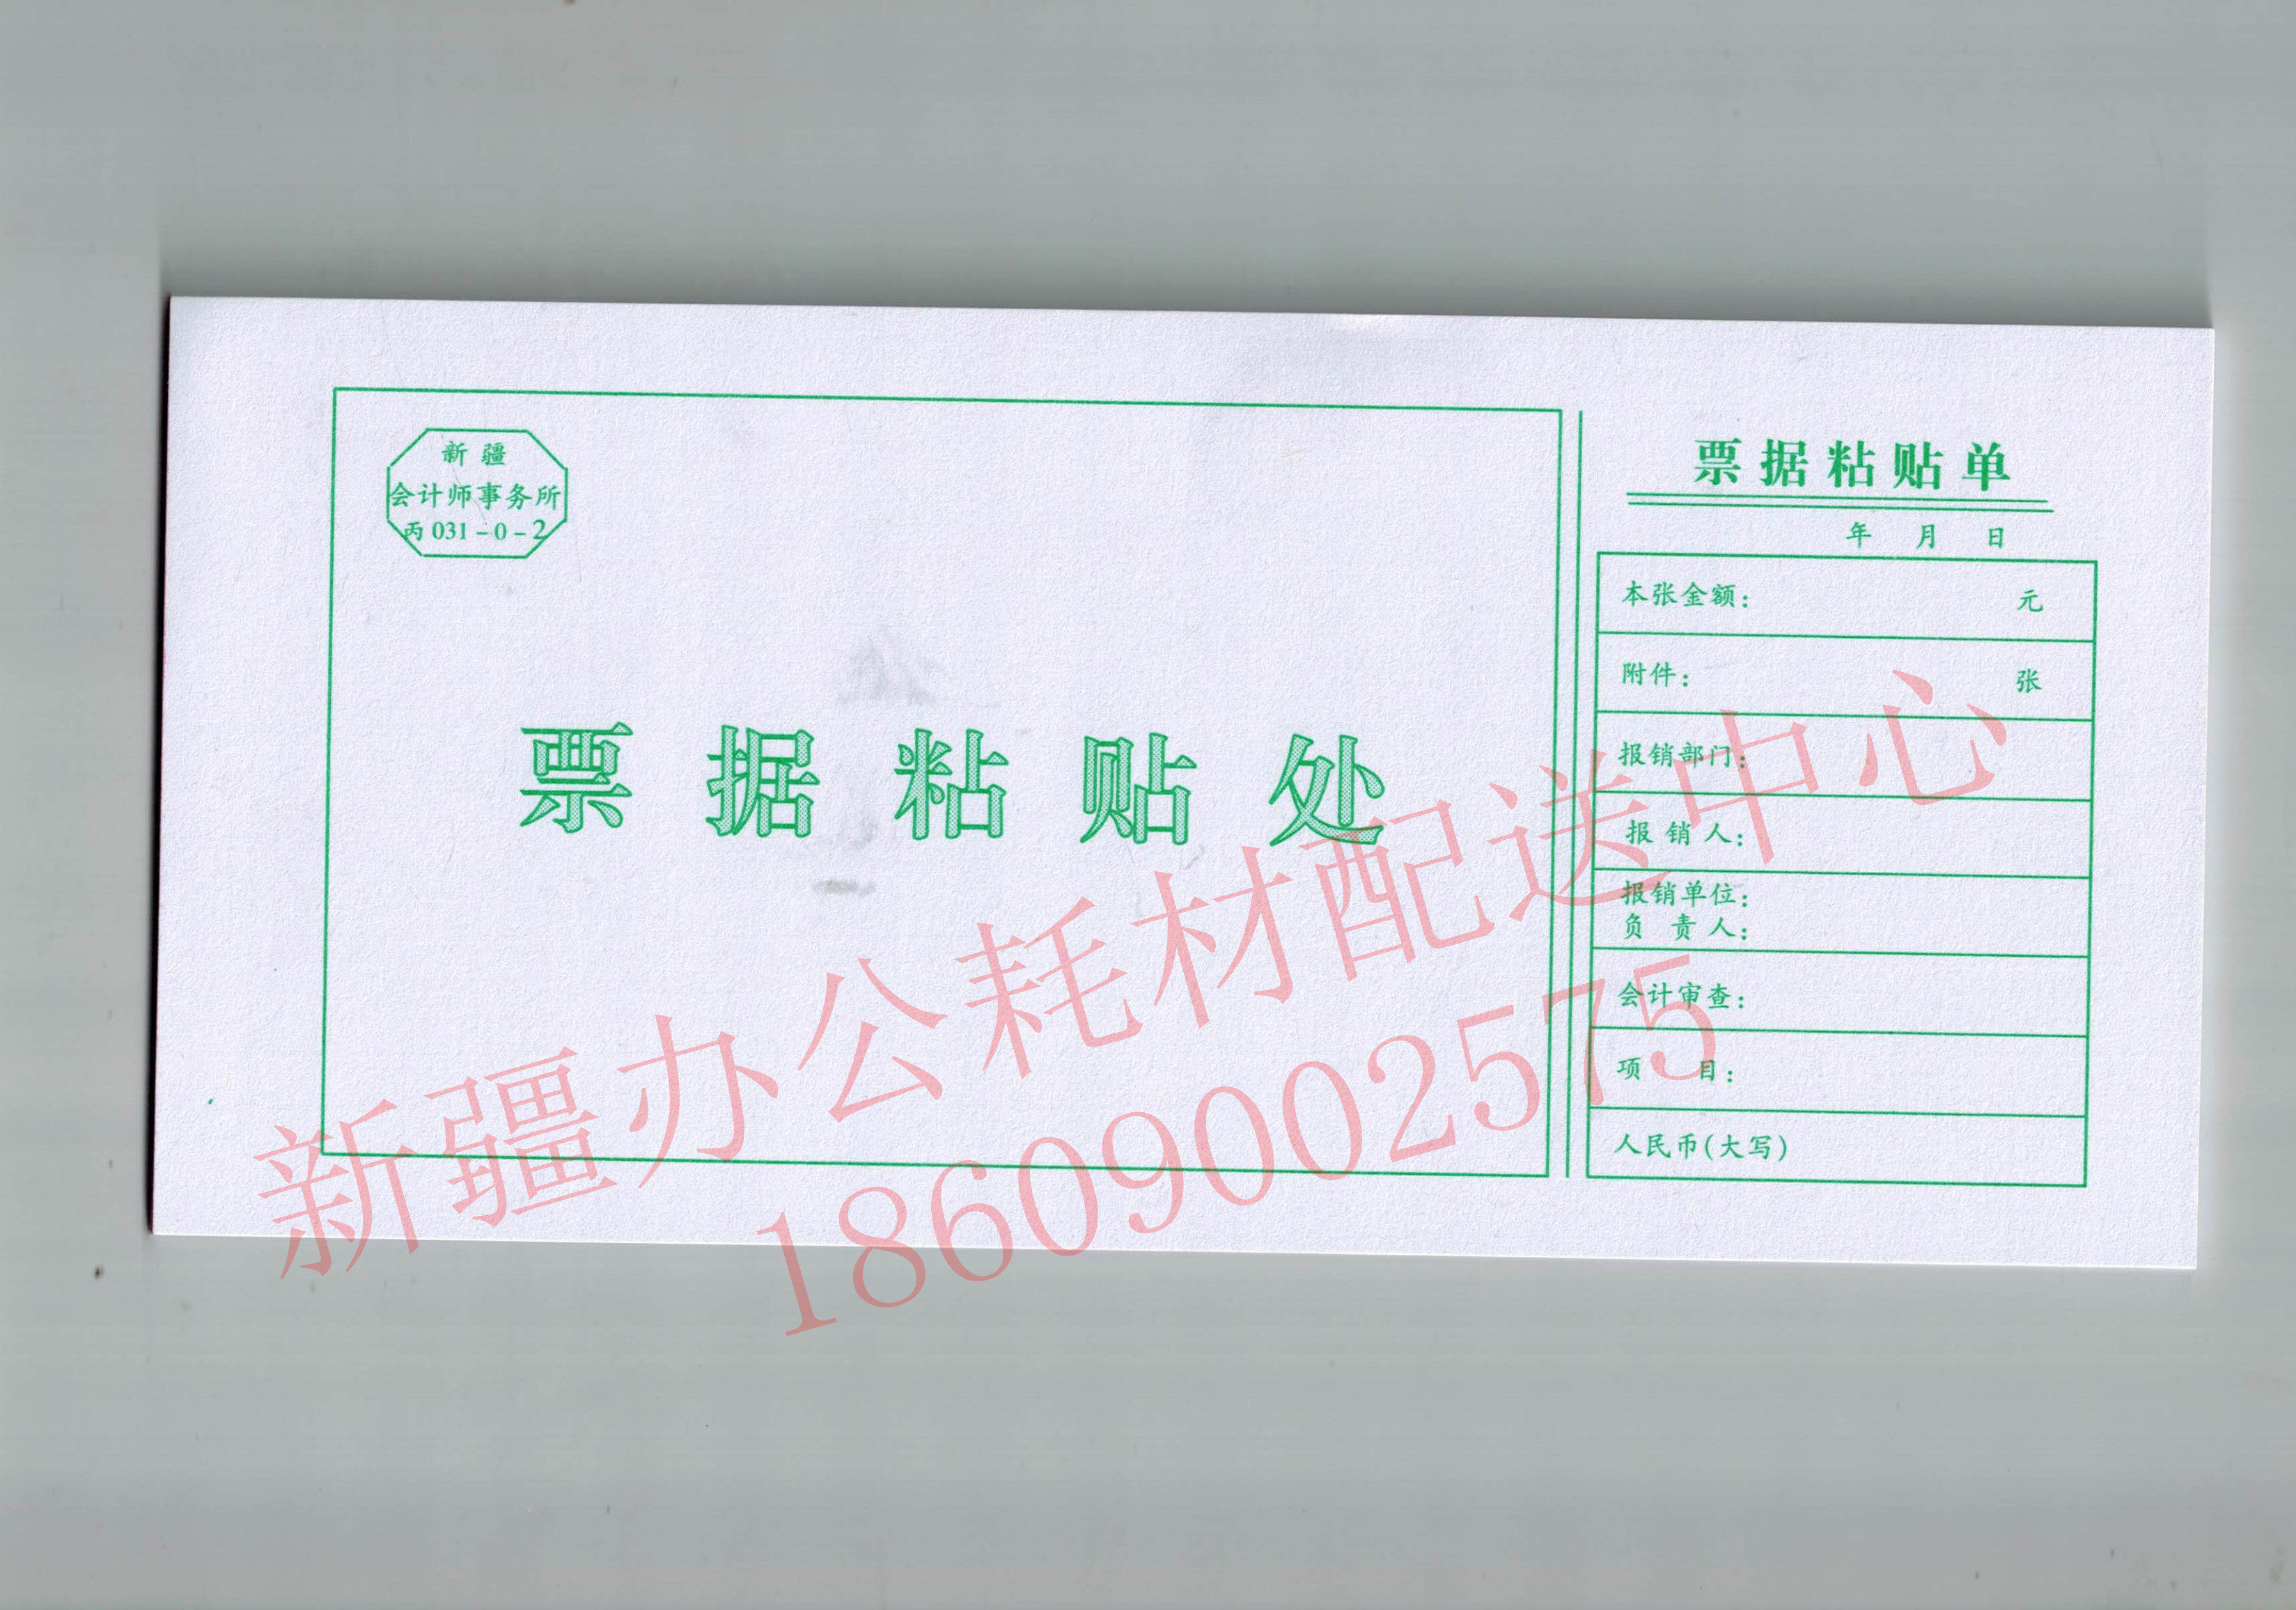 新疆
会计师事务所
丙 031-0-2
票据粘贴处
票据粘贴单
年 月 日
本张金额： 元
附件： 张
报销部门：
报销人：
报销单位：
负责人：
会计审查：
项 目：
人民币(大写)
新疆办公耗材配送中心
18609002575